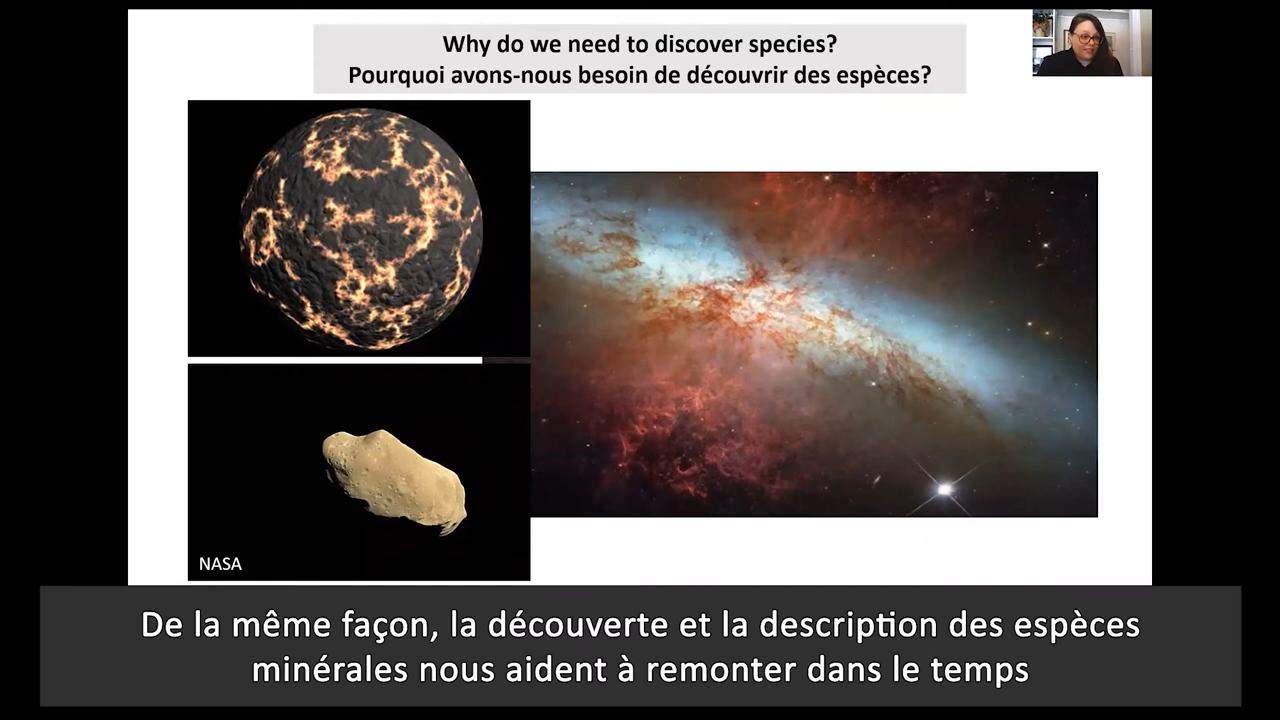 Why do we need to discover species?
Pourquoi avons-nous besoin de découvrir des espèces?
NASA
De la même façon, la découverte et la description des espèces
minérales nous aident à remonter dans le temps